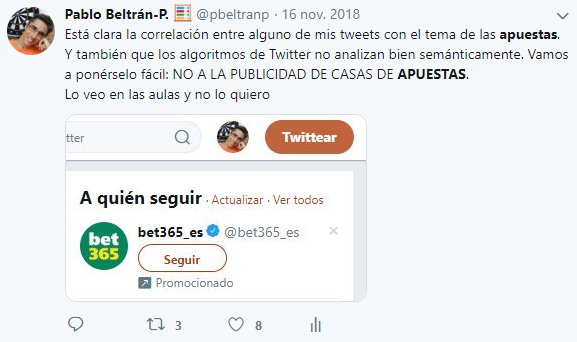 Pablo Beltrán-P. 🧮 @pbeltranp · 16 nov. 2018
Está clara la correlación entre alguno de mis tweets con el tema de las apuestas.
Y también que los algoritmos de Twitter no analizan bien semánticamente. Vamos
a ponérselo fácil: NO A LA PUBLICIDAD DE CASAS DE APUESTAS.
Lo veo en las aulas y no lo quiero
tter
Twittear
A quién seguir · Actualizar · Ver todos
bet365
bet365_es @bet365_es
Seguir
Promocionado
3 8